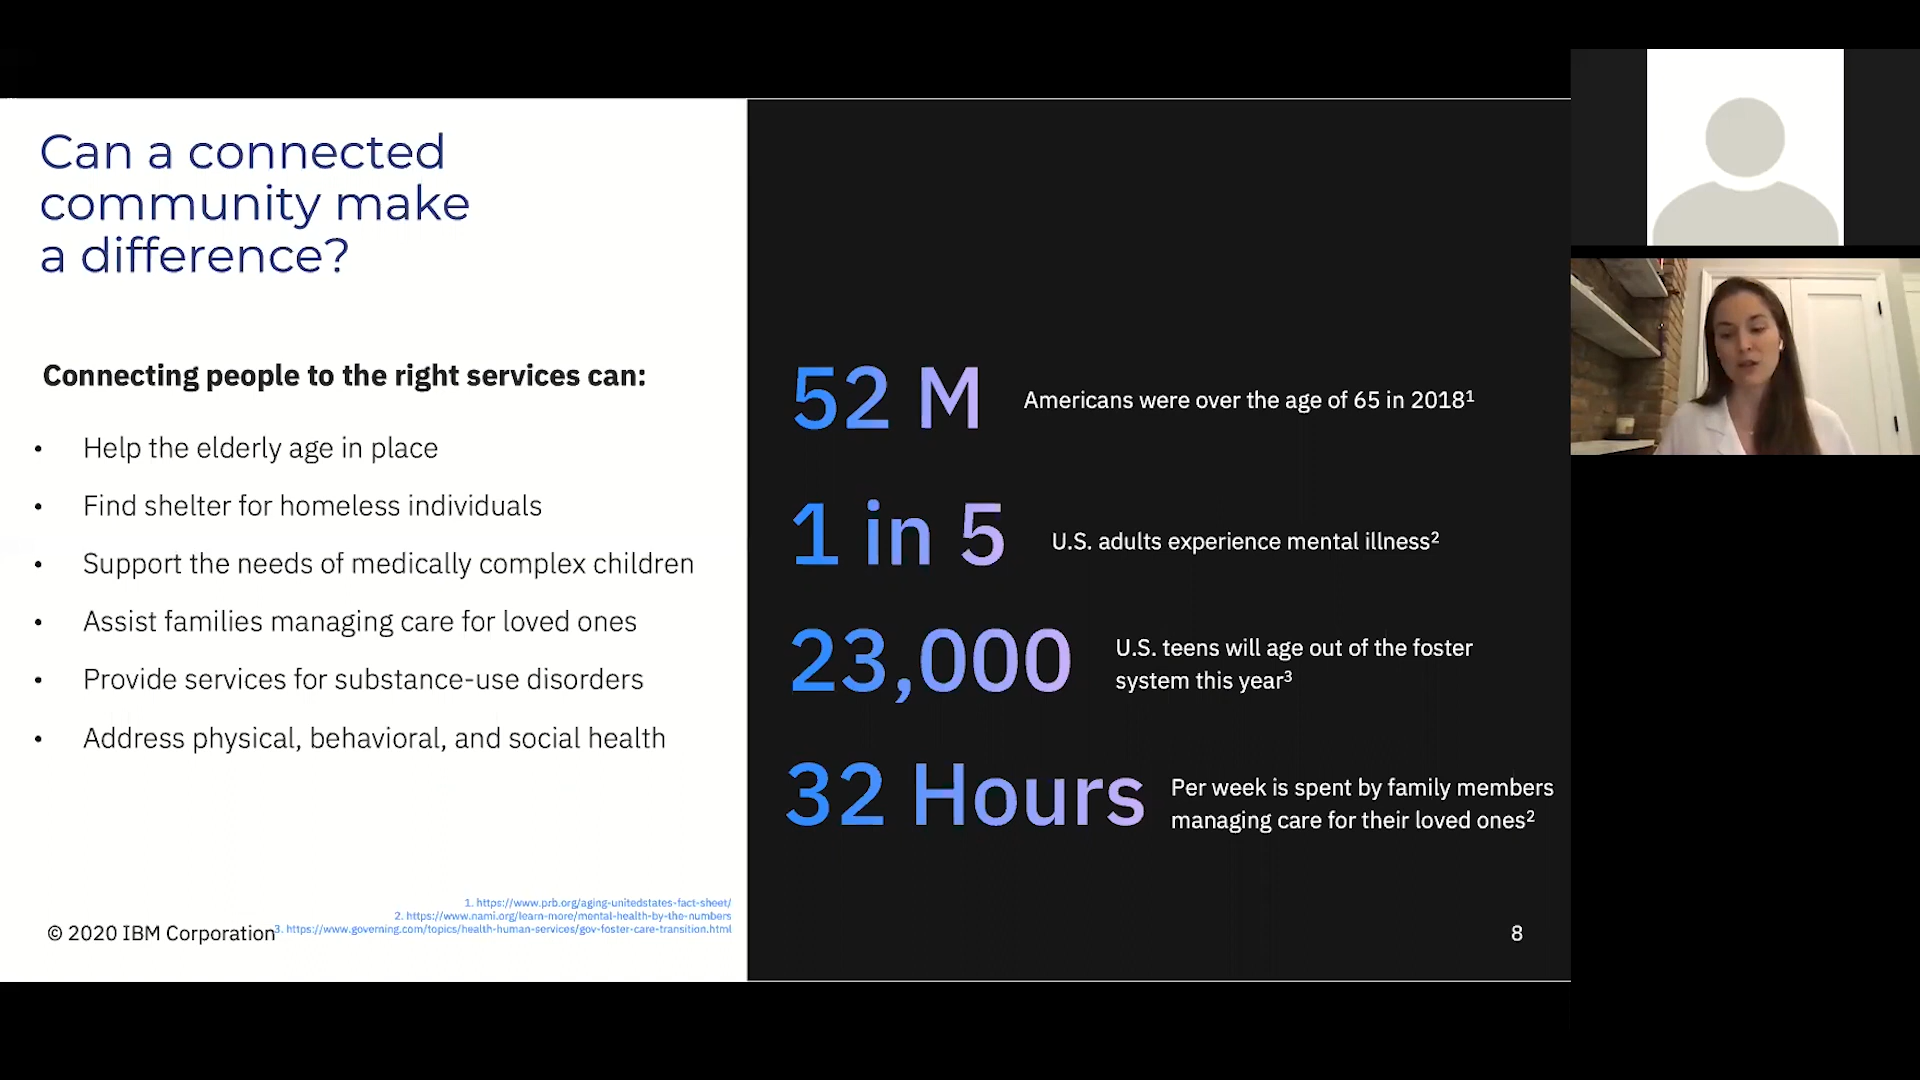 Can a connected
community make
a difference?
Connecting people to the right services can:
• Help the elderly age in place
• Find shelter for homeless individuals
• Support the needs of medically complex children
• Assist families managing care for loved ones
• Provide services for substance-use disorders
• Address physical, behavioral, and social health
1. https://www.prb.org/aging-unitedstates-fact-sheet/
2. https://www.nami.org/learn-more/mental-health-by-the-numbers
3. https://www.governing.com/topics/health-human-services/gov-foster-care-transition.html
© 2020 IBM Corporation
52 M Americans were over the age of 65 in 2018¹
1 in 5 U.S. adults experience mental illness²
23,000 U.S. teens will age out of the foster
system this year³
32 Hours Per week is spent by family members
managing care for their loved ones²
8